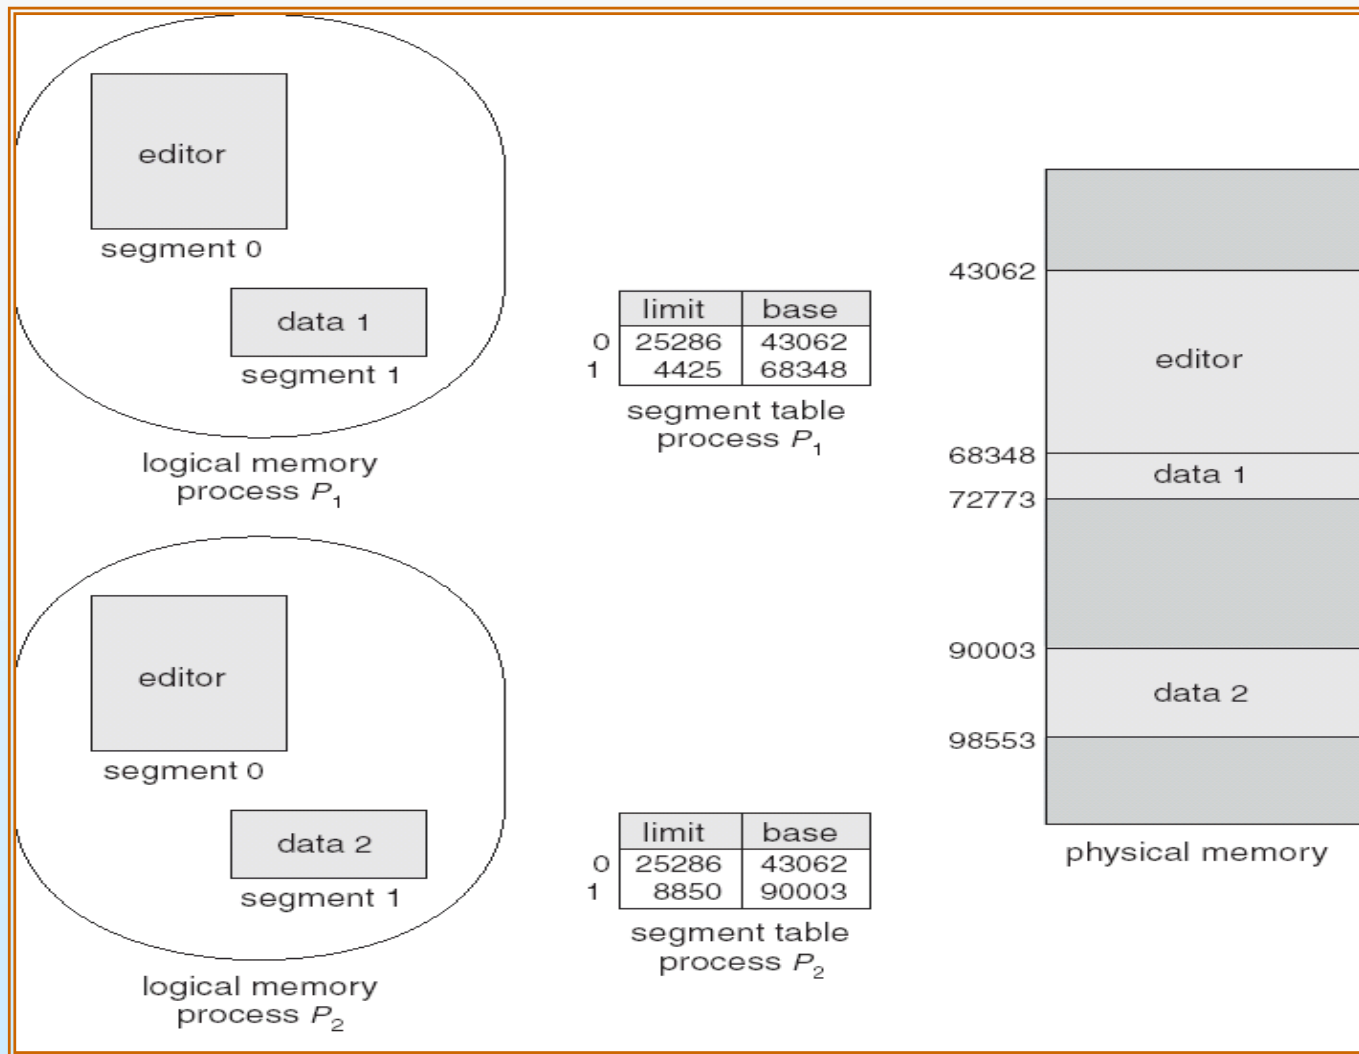 editor
segment 0
data 1
segment 1
logical memory
process P1
limit base
0 25286 43062
1 4425 68348
segment table
process P1
43062
editor
68348
data 1
72773
90003
data 2
98553
physical memory
editor
segment 0
data 2
segment 1
logical memory
process P2
limit base
0 25286 43062
1 8850 90003
segment table
process P2